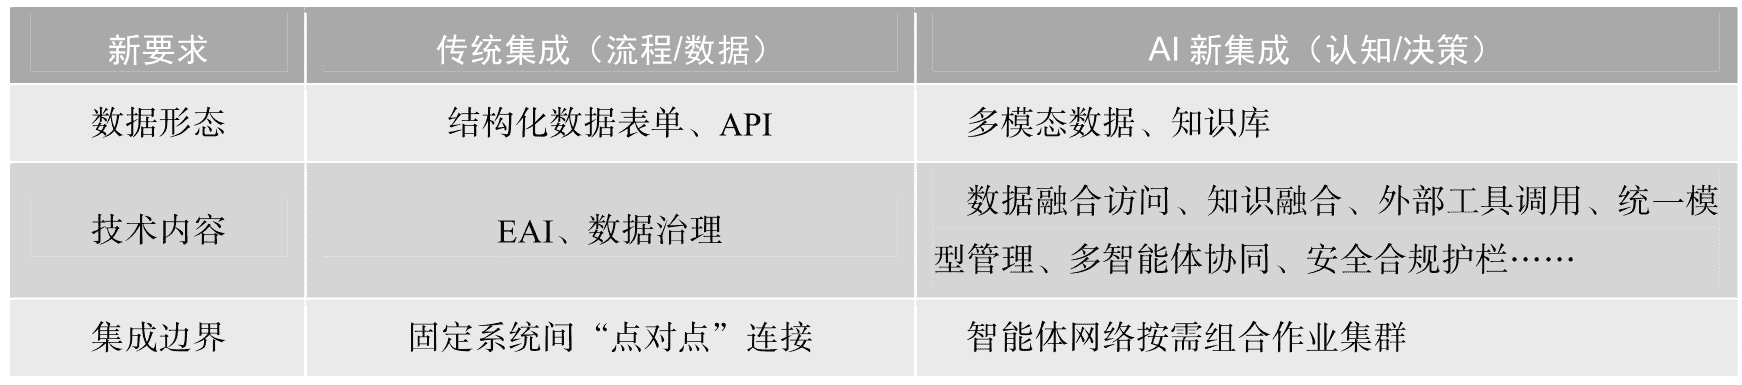 新要求 传统集成（流程/数据） AI 新集成（认知/决策）
数据形态 结构化数据表单、API 多模态数据、知识库
技术内容 EAI、数据治理 数据融合访问、知识融合、外部工具调用、统一模
型管理、多智能体协同、安全合规护栏……
集成边界 固定系统间“点对点”连接 智能体网络按需组合作业集群